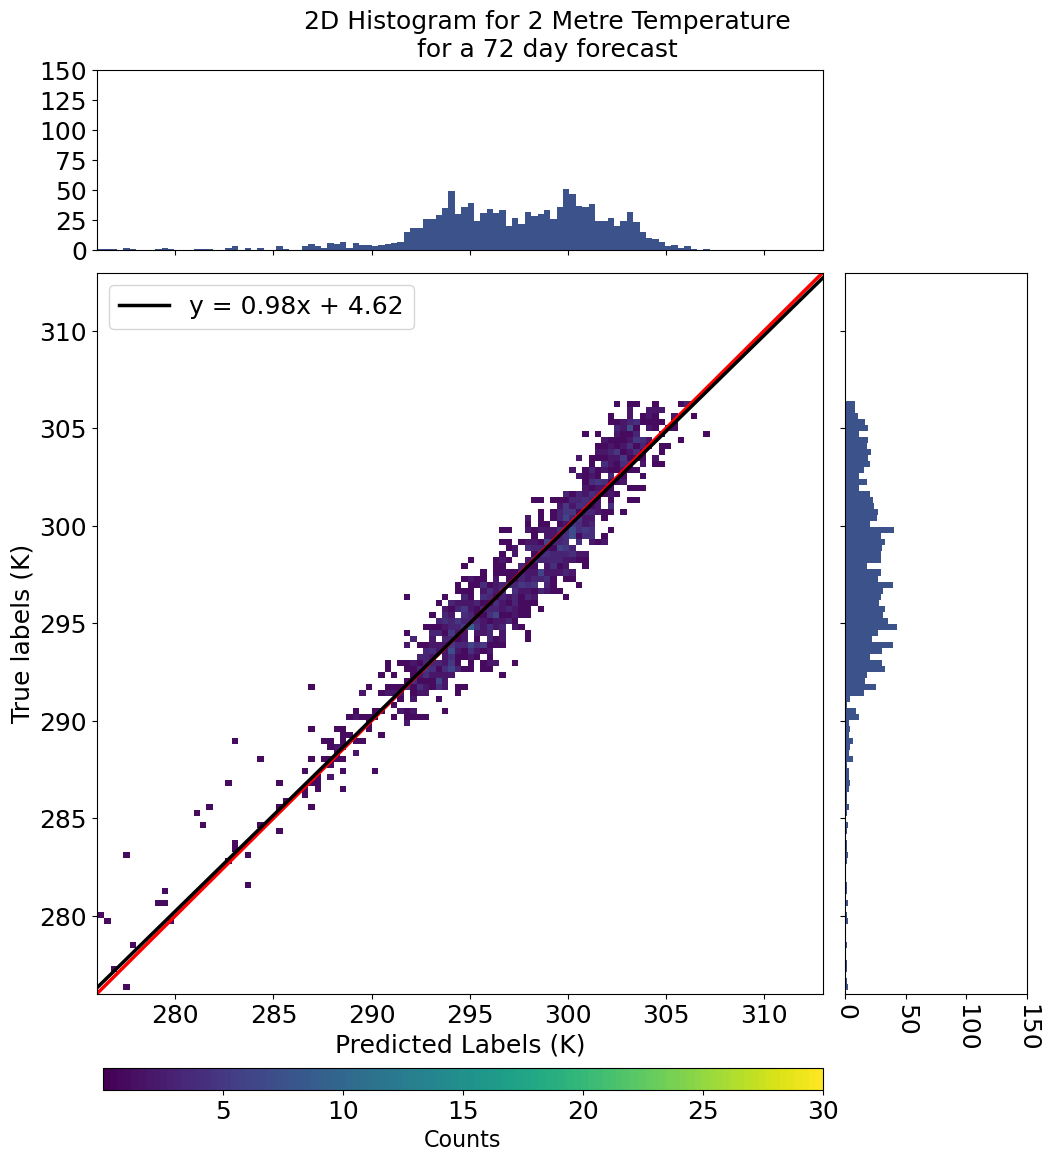 2D Histogram for 2 Metre Temperature
for a 72 day forecast
150
125
100
75
50
25
0
y = 0.98x + 4.62
310
305
300
295
290
285
280
True labels (K)
280 285 290 295 300 305 310
Predicted Labels (K)
0 50 100 150
5 10 15 20 25 30
Counts